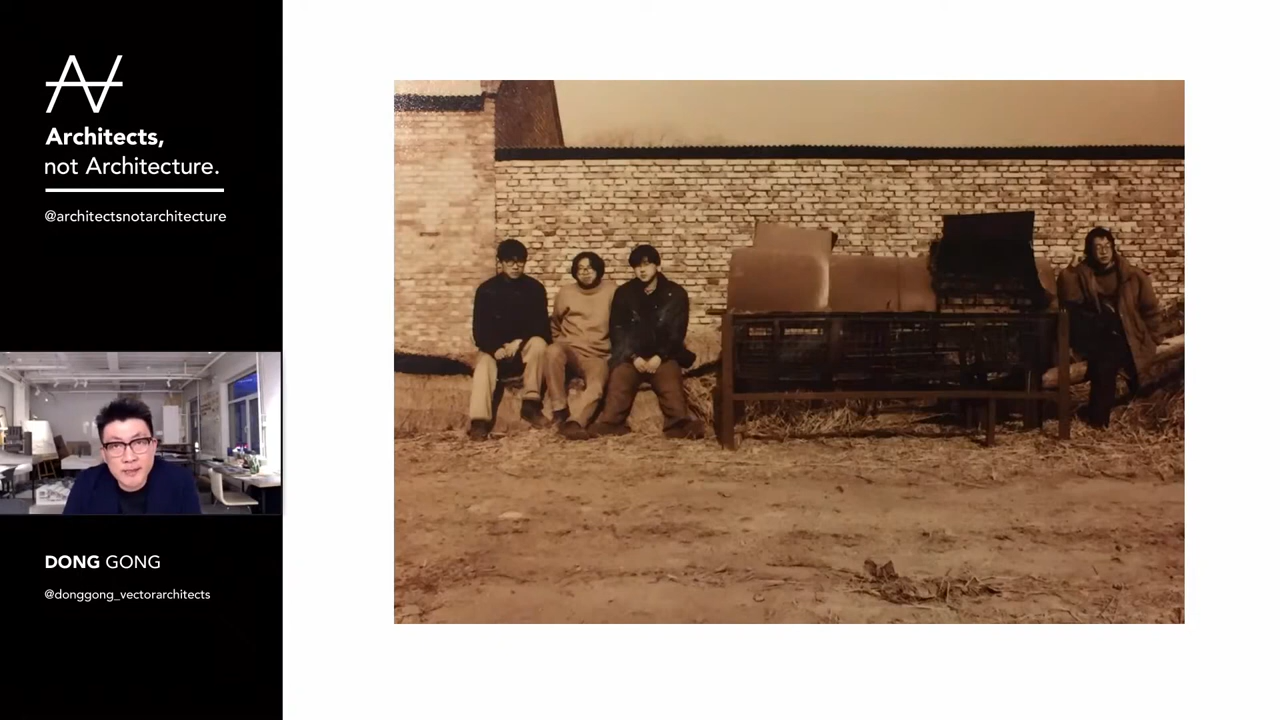 Architects,
not Architecture.
@architectsnotarchitecture
DONG GONG
@donggong_vectorarchitects